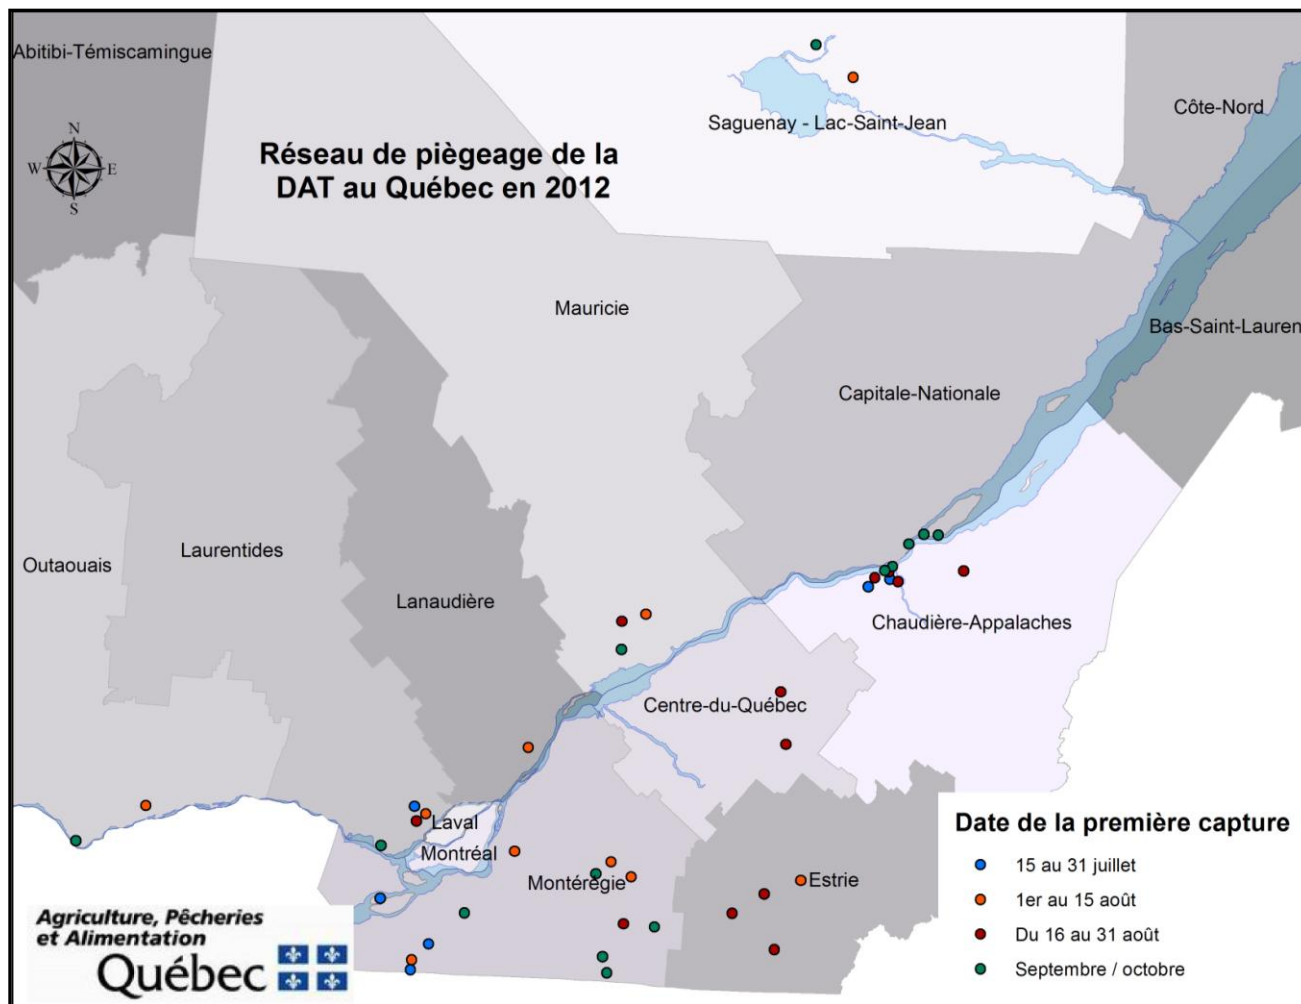 Abitibi-Témiscamingue
N
W E
S
Réseau de piègeage de la
DAT au Québec en 2012
Saguenay - Lac-Saint-Jean
Côte-Nord
Mauricie
Bas-Saint-Lauren
Capitale-Nationale
Laurentides
Outaouais
Lanaudière
Chaudière-Appalaches
Centre-du-Québec
Laval
Montréal
Montérégie
Estrie
Date de la première capture
15 au 31 juillet
1er au 15 août
Du 16 au 31 août
Septembre / octobre
Agriculture, Pêcheries
et Alimentation
Québec